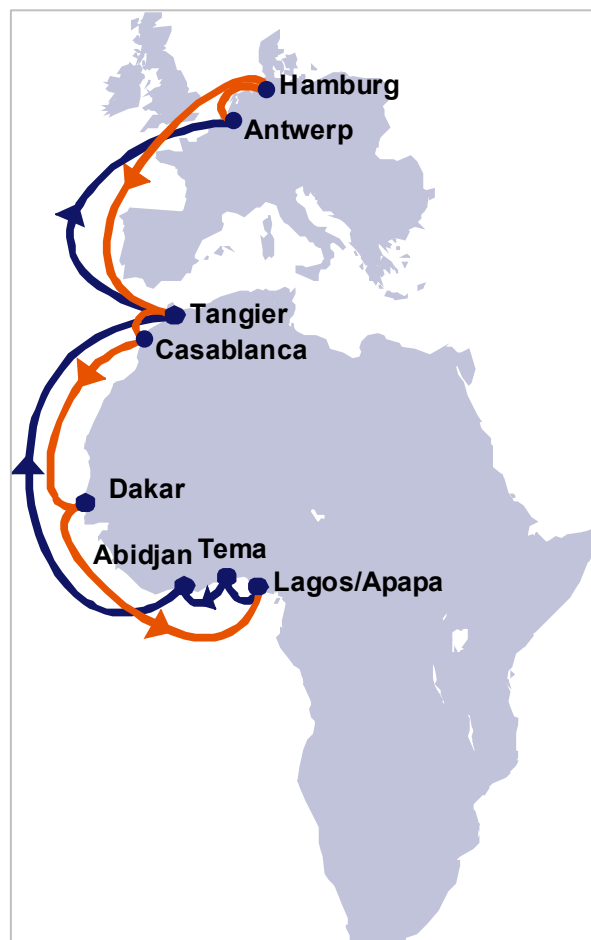 Hamburg
Antwerp
Tangier
Casablanca
Dakar
Abidjan
Tema
Lagos/Apapa